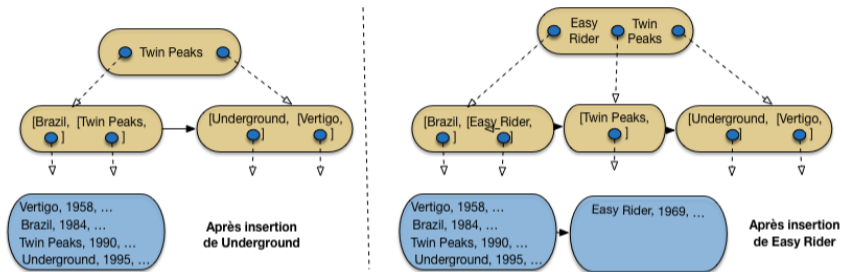 Twin Peaks
[Brazil, [Twin Peaks,
] ]
[Underground, [Vertigo,
] ]
Vertigo, 1958, ...
Brazil, 1984, ...
Twin Peaks, 1990, ...
Underground, 1995, ...
Après insertion
de Underground
Easy Twin
Rider Peaks
[Brazil, [Easy Rider,
] ]
[Twin Peaks,
]
[Underground, [Vertigo,
] ]
Vertigo, 1958, ...
Brazil, 1984, ...
Twin Peaks, 1990, ...
Underground, 1995, ...
Easy Rider, 1969, ...
Après insertion
de Easy Rider